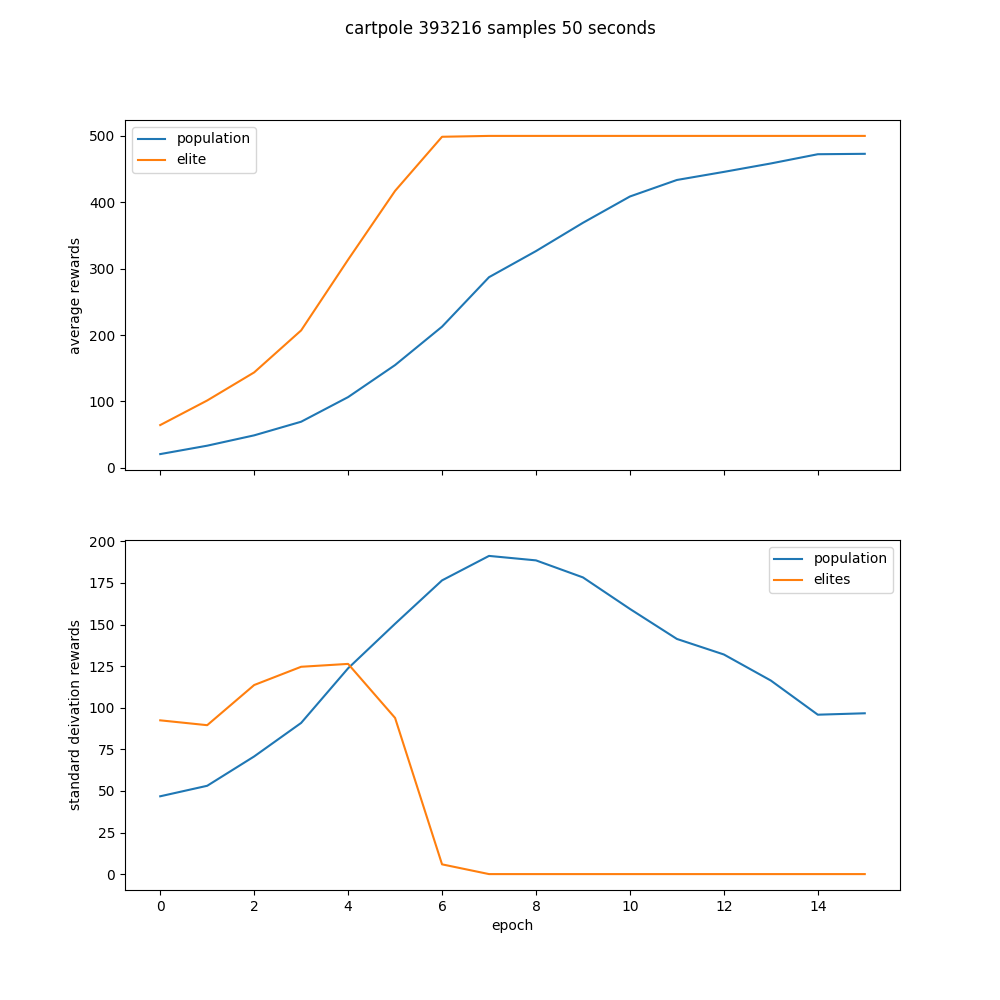 cartpole 393216 samples 50 seconds
population
elite
500
400
300
200
100
0
average rewards
population
elites
200
175
150
125
100
75
50
25
0
standard deivation rewards
0 2 4 6 8 10 12 14
epoch